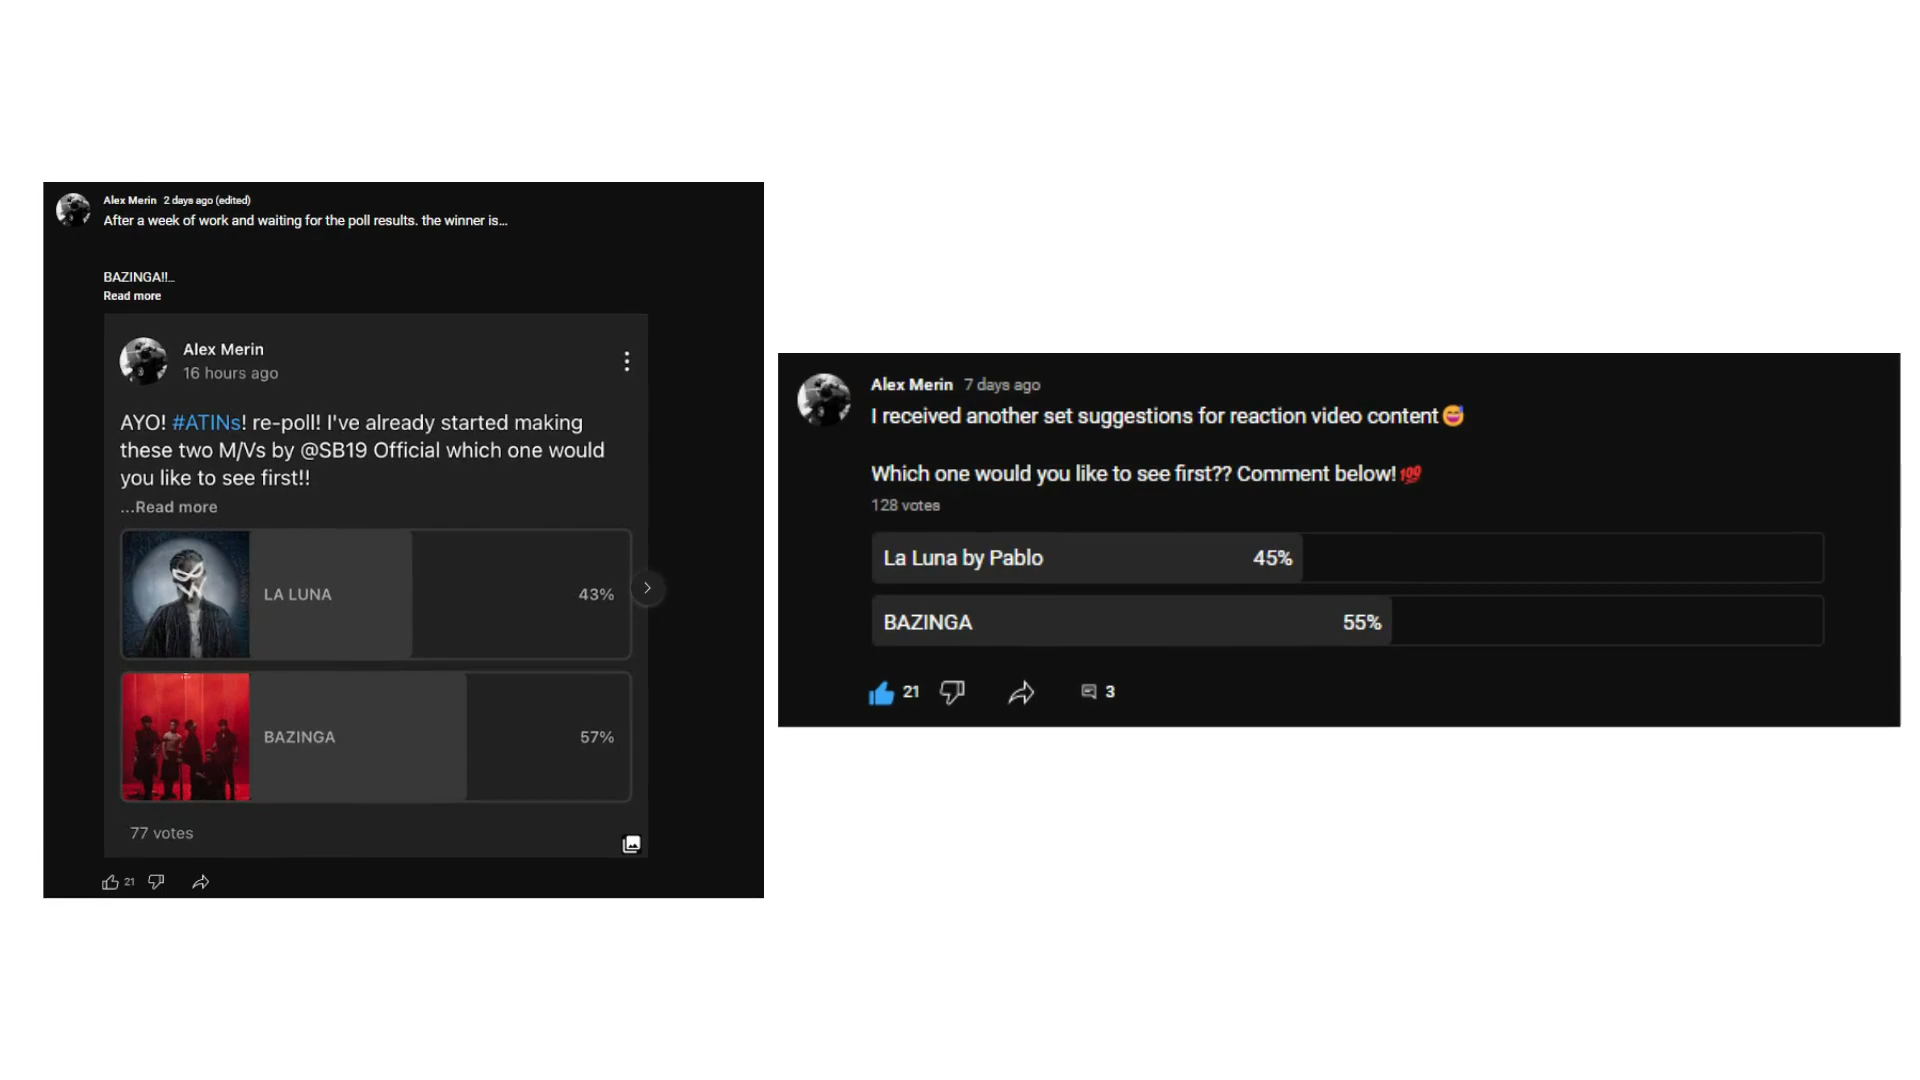 Alex Merin 2 days ago (edited)
After a week of work and waiting for the poll results. the winner is...
BAZINGA!!...
Read more
Alex Merin
16 hours ago
AYO! #ATINs! re-poll! I've already started making
these two M/Vs by @SB19 Official which one would
you like to see first!!
...Read more
LA LUNA 43%
BAZINGA 57%
77 votes
21
Alex Merin 7 days ago
I received another set suggestions for reaction video content😅
Which one would you like to see first?? Comment below!💯
128 votes
La Luna by Pablo 45%
BAZINGA 55%
21 3